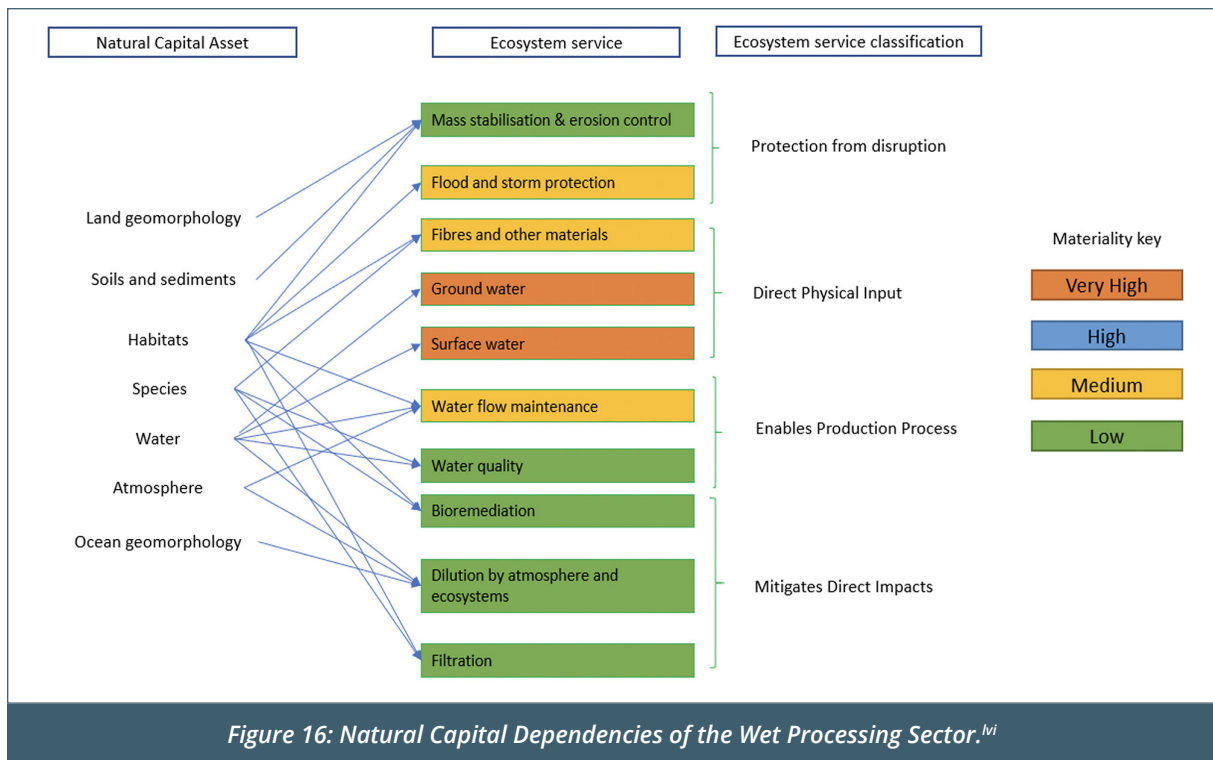 Natural Capital Asset
Ecosystem service
Ecosystem service classification
Land geomorphology
Soils and sediments
Habitats
Species
Water
Atmosphere
Ocean geomorphology
Mass stabilisation & erosion control
Flood and storm protection
Fibres and other materials
Ground water
Surface water
Water flow maintenance
Water quality
Bioremediation
Dilution by atmosphere and
ecosystems
Filtration
Protection from disruption
Direct Physical Input
Enables Production Process
Mitigates Direct Impacts
Materiality key
Very High
High
Medium
Low
Figure 16: Natural Capital Dependencies of the Wet Processing Sector.lvi